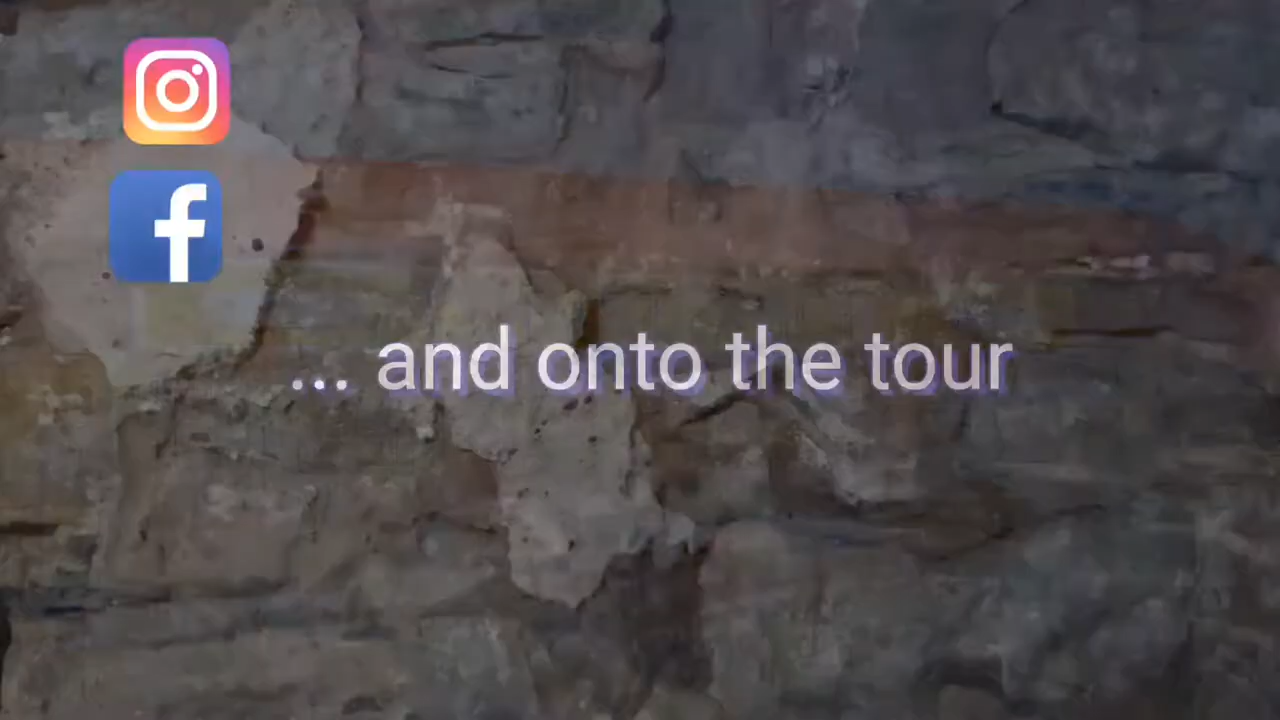 ... and onto the tour